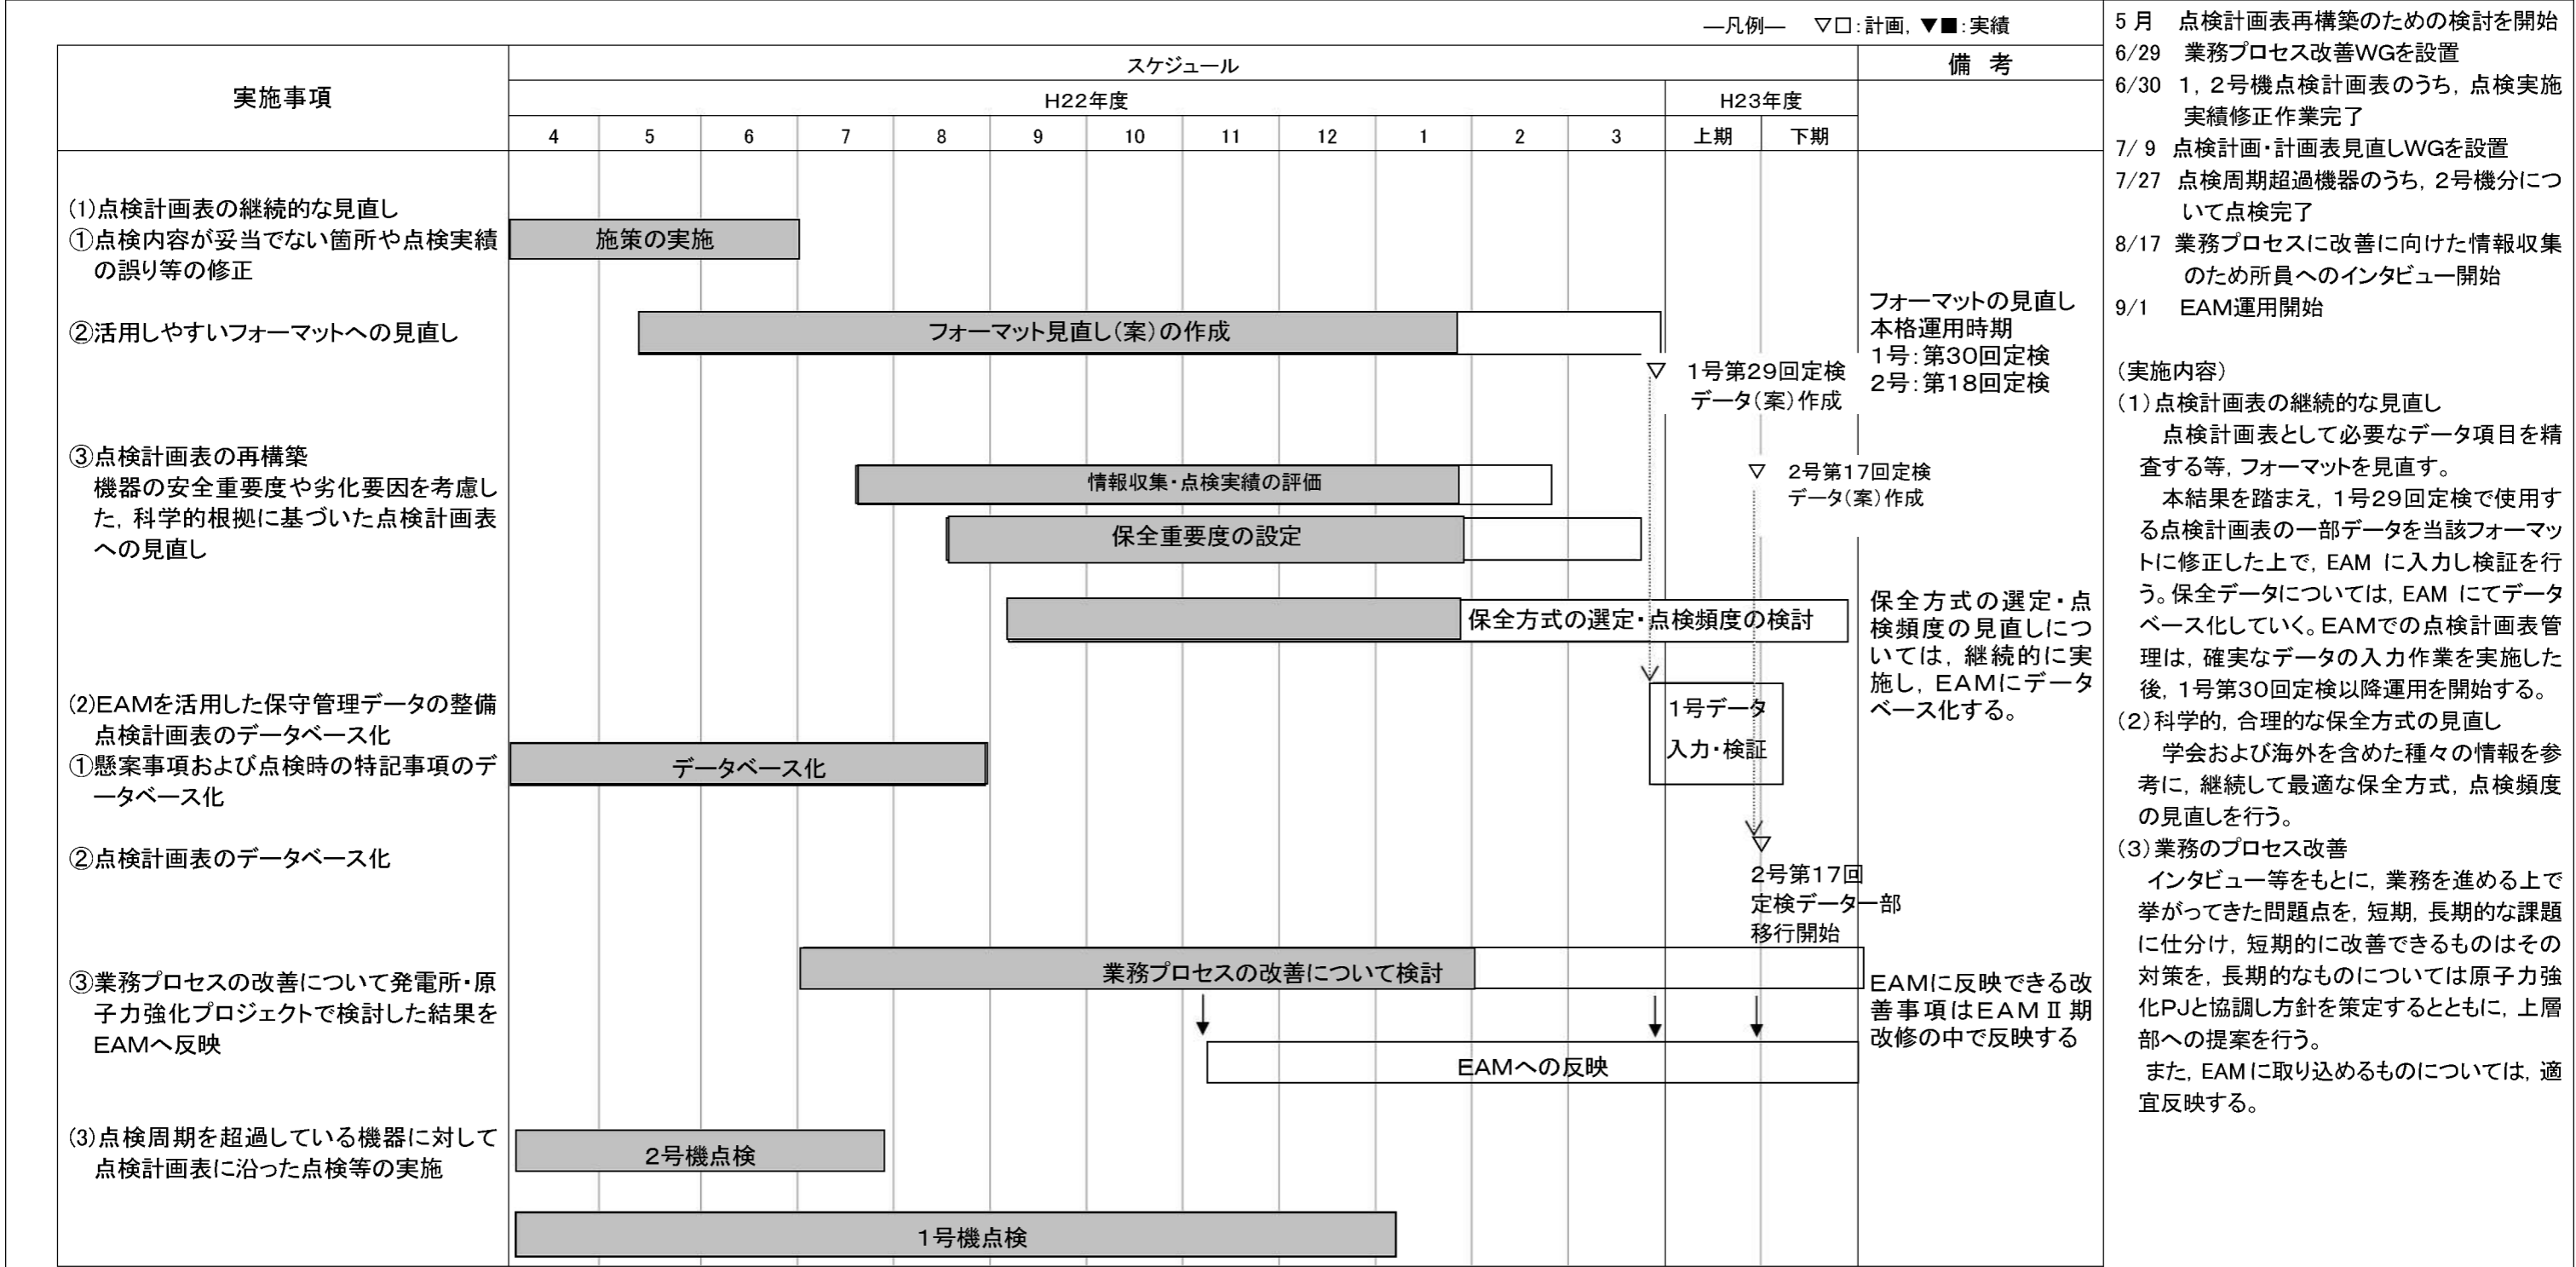 ―凡例― ▽□：計画，▼■：実績
実施事項
スケジュール
備 考
H22年度
H23年度
4 5 6 7 8 9 10 11 12 1 2 3 上期 下期
(1)点検計画表の継続的な見直し
①点検内容が妥当でない箇所や点検実績
の誤り等の修正
施策の実施
②活用しやすいフォーマットへの見直し
フォーマット見直し(案)の作成
フォーマットの見直し
本格運用時期
1号：第30回定検
2号：第18回定検
▽ 1号第29回定検
データ(案)作成
③点検計画表の再構築
機器の安全重要度や劣化要因を考慮し
た，科学的根拠に基づいた点検計画表
への見直し
情報収集・点検実績の評価
▽ 2号第17回定検
データ(案)作成
保全重要度の設定
保全方式の選定・点検頻度の検討
保全方式の選定・点
検頻度の見直しにつ
いては，継続的に実
施し，EAMにデータ
ベース化する。
(2)EAMを活用した保守管理データの整備
点検計画表のデータベース化
①懸案事項および点検時の特記事項のデ
ータベース化
データベース化
1号データ
入力・検証
②点検計画表のデータベース化
▽
2号第17回
定検データ一部
移行開始
③業務プロセスの改善について発電所・原
子力強化プロジェクトで検討した結果を
EAMへ反映
業務プロセスの改善について検討
EAMへの反映
EAMに反映できる改
善事項はEAMⅡ期
改修の中で反映する
(3)点検周期を超過している機器に対して
点検計画表に沿った点検等の実施
2号機点検
1号機点検
5月 点検計画表再構築のための検討を開始
6/29 業務プロセス改善WGを設置
6/30 1，2号機点検計画表のうち，点検実施
実績修正作業完了
7/ 9 点検計画・計画表見直しWGを設置
7/27 点検周期超過機器のうち，2号機分につ
いて点検完了
8/17 業務プロセスに改善に向けた情報収集
のため所員へのインタビュー開始
9/1 EAM運用開始
（実施内容）
（1）点検計画表の継続的な見直し
点検計画表として必要なデータ項目を精
査する等，フォーマットを見直す。
本結果を踏まえ，1号29回定検で使用す
る点検計画表の一部データを当該フォーマッ
トに修正した上で，EAM に入力し検証を行
う。保全データについては，EAM にてデータ
ベース化していく。EAMでの点検計画表管
理は，確実なデータの入力作業を実施した
後，1号第30回定検以降運用を開始する。
（2）科学的，合理的な保全方式の見直し
学会および海外を含めた種々の情報を参
考に，継続して最適な保全方式，点検頻度
の見直しを行う。
（3）業務のプロセス改善
インタビュー等をもとに，業務を進める上で
挙がってきた問題点を，短期，長期的な課題
に仕分け，短期的に改善できるものはその
対策を，長期的なものについては原子力強
化PJと協調し方針を策定するとともに，上層
部への提案を行う。
また，EAMに取り込めるものについては，適
宜反映する。